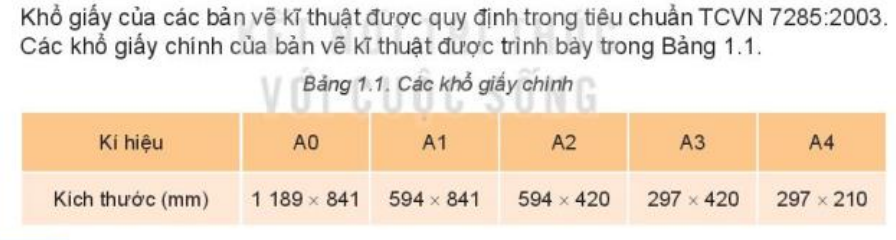 Khổ giấy của các bản vẽ kĩ thuật được quy định trong tiêu chuẩn TCVN 7285:2003.
Các khổ giấy chính của bản vẽ kĩ thuật được trình bày trong Bảng 1.1.
Bảng 1.1. Các khổ giấy chính
VỚI CUỘC SỐNG
Kí hiệu A0 A1 A2 A3 A4
Kích thước (mm) 1 189 × 841 594 × 841 594 × 420 297 × 420 297 × 210